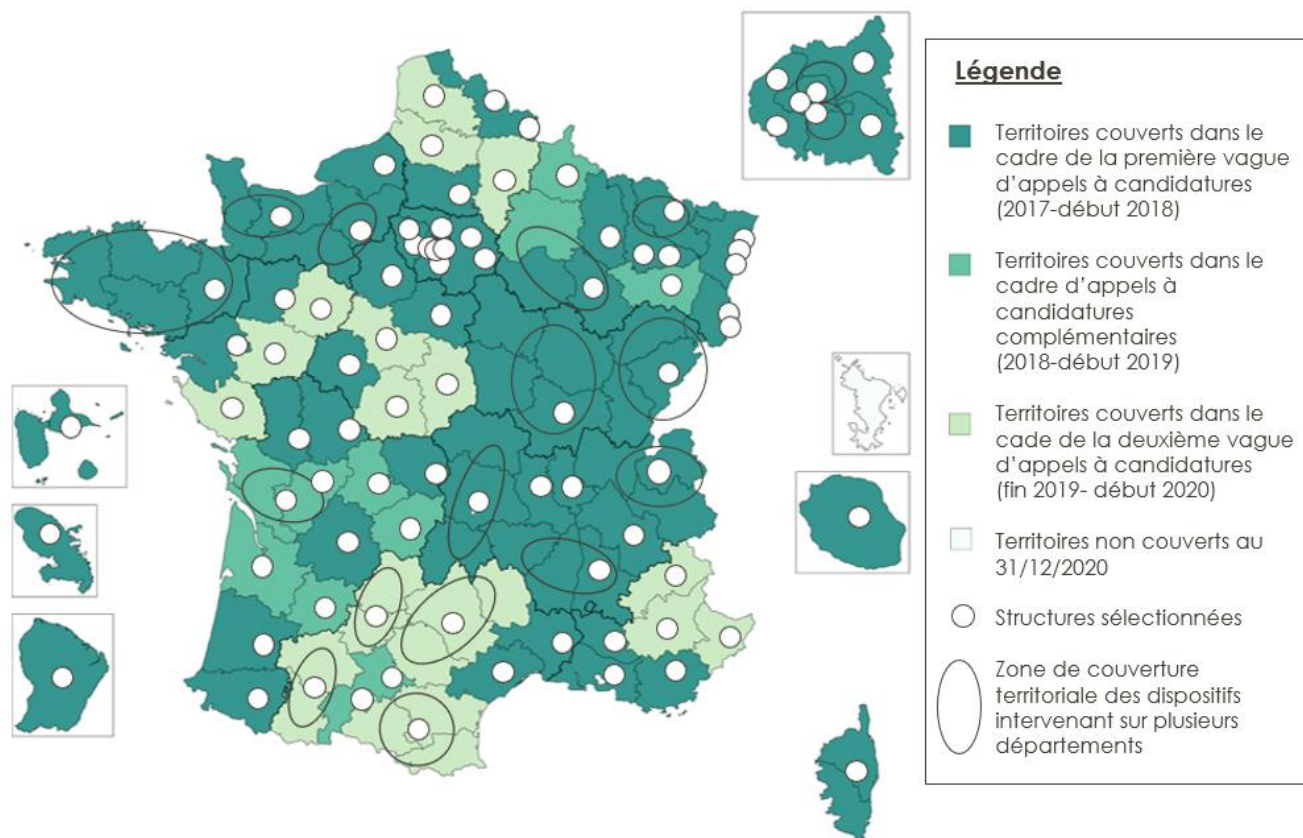 Légende
Territoires couverts dans le
cadre de la première vague
d'appels à candidatures
(2017-début 2018)
Territoires couverts dans le
cadre d'appels à
candidatures
complémentaires
(2018-début 2019)
Territoires couverts dans le
cade de la deuxième vague
d'appels à candidatures
(fin 2019- début 2020)
Territoires non couverts au
31/12/2020
Structures sélectionnées
Zone de couverture
territoriale des dispositifs
intervenant sur plusieurs
départements